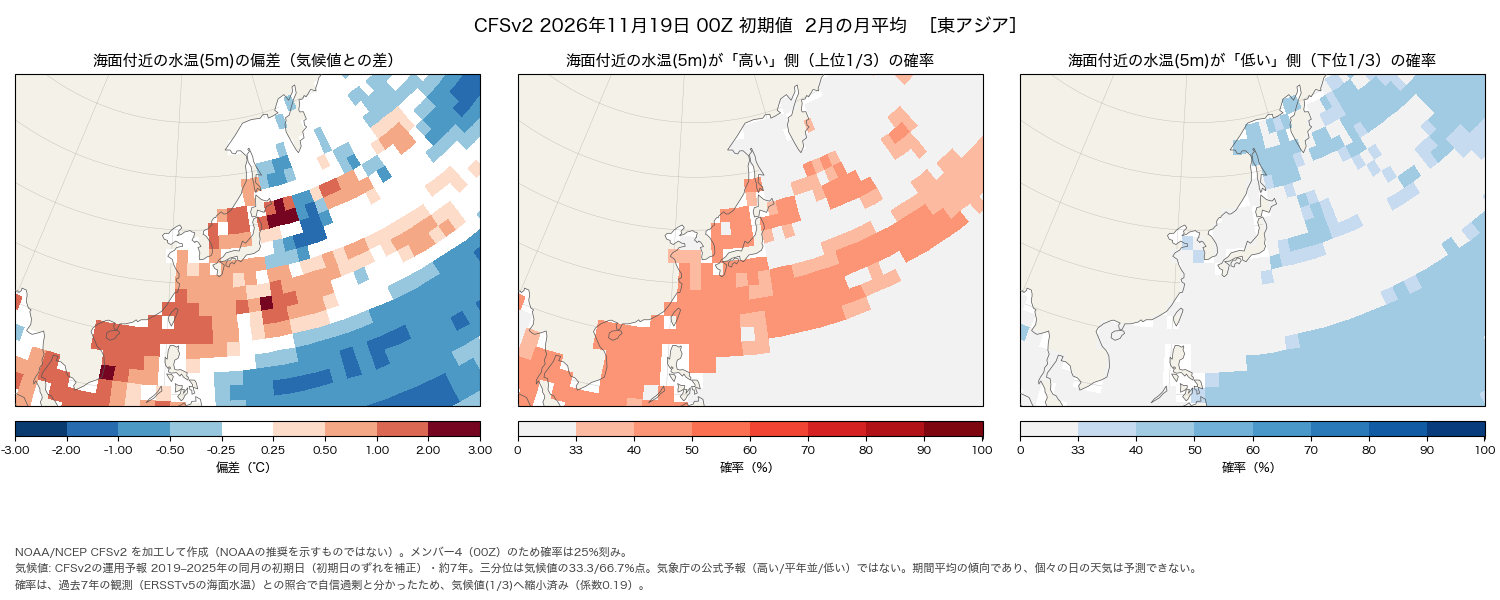 CFSv2 2026年11月19日 00Z 初期値 2月の月平均 ［東アジア］
海面付近の水温(5m)の偏差（気候値との差）
海面付近の水温(5m)が「高い」側（上位1/3）の確率
海面付近の水温(5m)が「低い」側（下位1/3）の確率
-3.00 -2.00 -1.00 -0.50 -0.25 0.25 0.50 1.00 2.00 3.00
偏差（℃）
0 33 40 50 60 70 80 90 100
確率（%）
0 33 40 50 60 70 80 90 100
確率（%）
NOAA/NCEP CFSv2 を加工して作成（NOAAの推奨を示すものではない）。メンバー4（00Z）のため確率は25%刻み。
気候値: CFSv2の運用予報 2019–2025年の同月の初期日（初期日のずれを補正）・約7年。三分位は気候値の33.3/66.7%点。気象庁の公式予報（高い/平年並/低い）ではない。期間平均の傾向であり、個々の日の天気は予測できない。
確率は、過去7年の観測（ERSSTv5の海面水温）との照合で自信過剰と分かったため、気候値(1/3)へ縮小済み（係数0.19）。